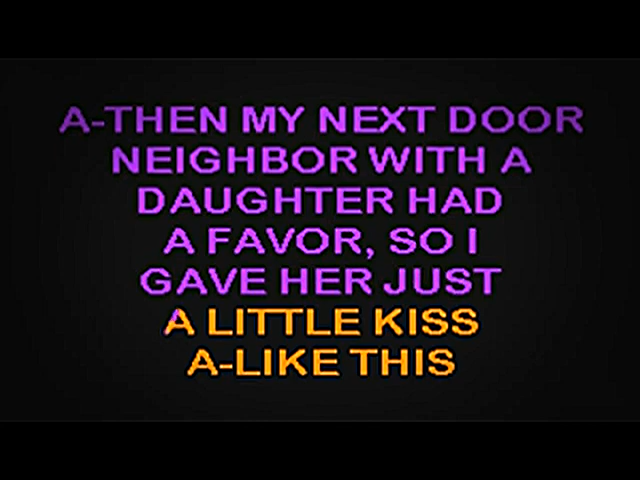 A-THEN MY NEXT DOOR
NEIGHBOR WITH A
DAUGHTER HAD
A FAVOR, SO I
GAVE HER JUST
A LITTLE KISS
A-LIKE THIS